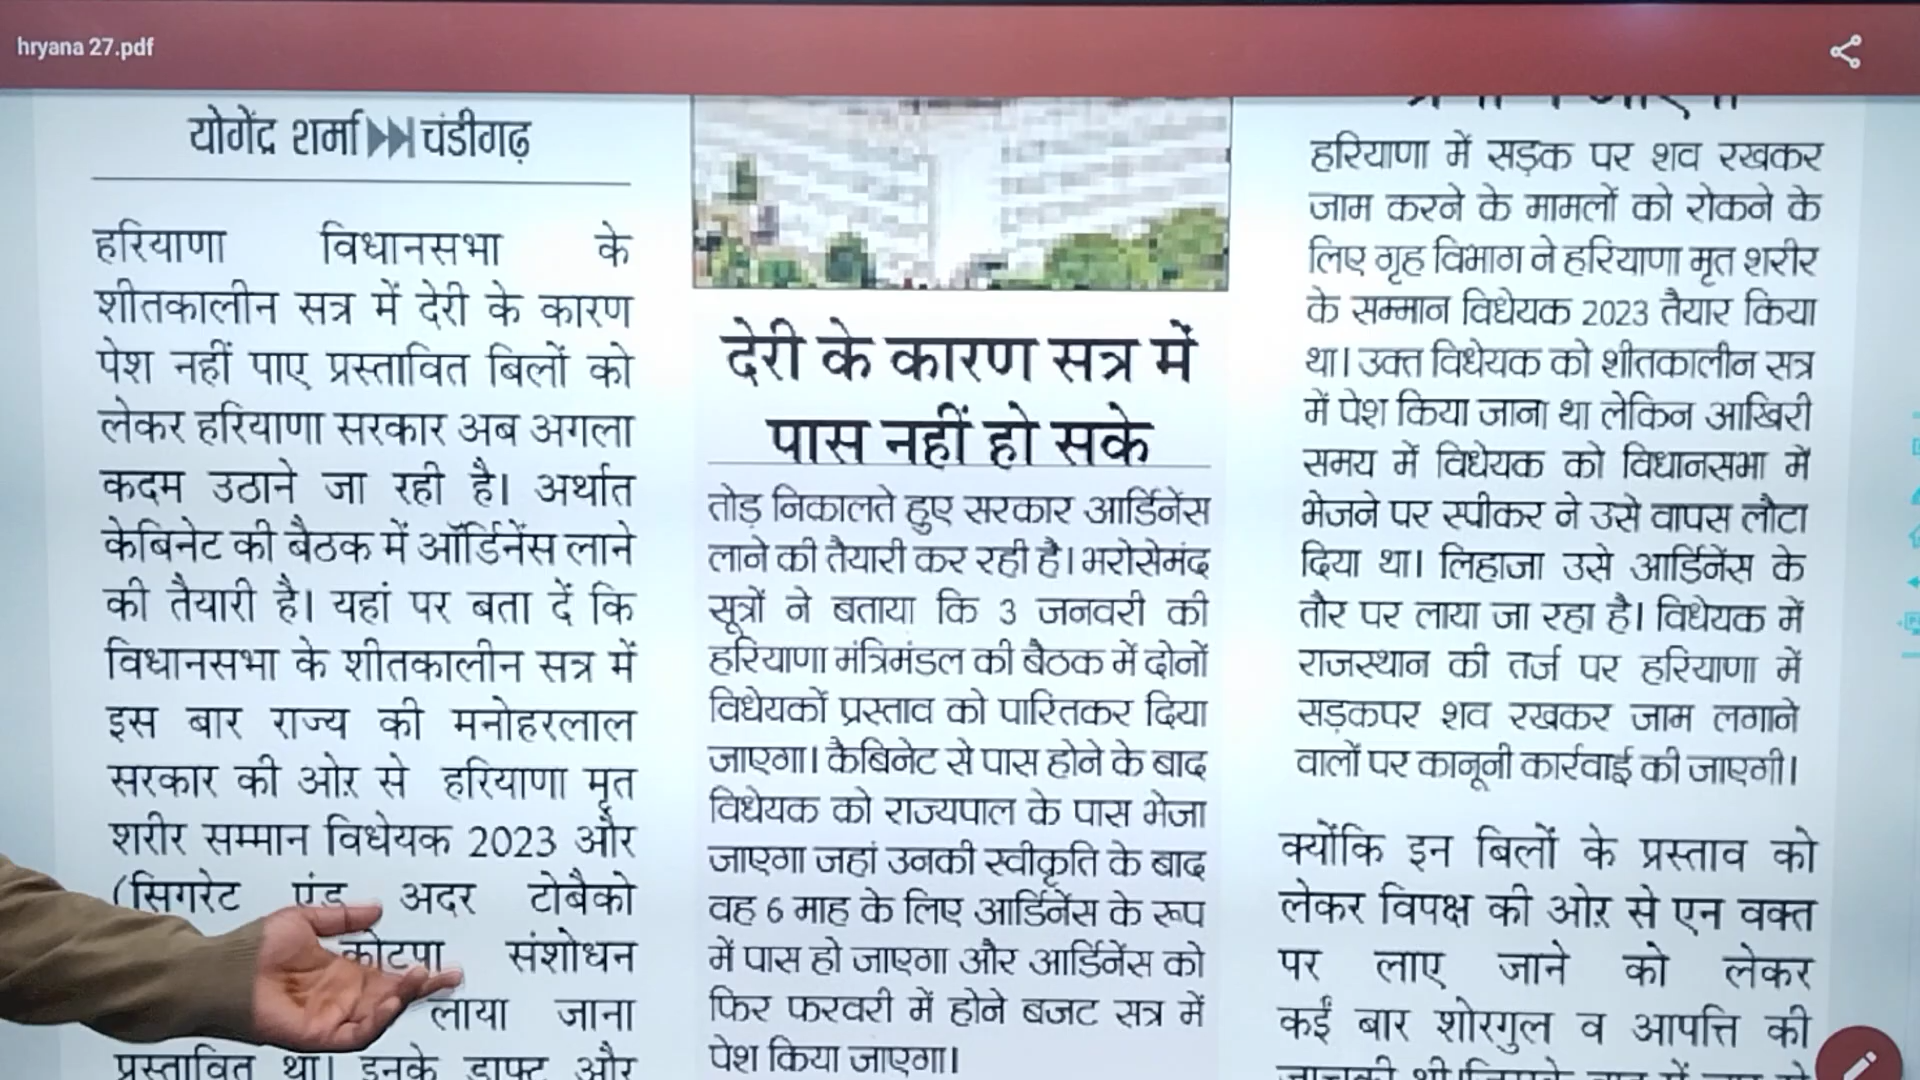 hryana 27.pdf
योगेंद्र शर्मा चंडीगढ़
हरियाणा विधानसभा के
शीतकालीन सत्र में देरी के कारण
पेश नहीं पाए प्रस्तावित बिलों को
लेकर हरियाणा सरकार अब अगला
कदम उठाने जा रही है। अर्थात
केबिनेट की बैठक में ऑर्डिनेंस लाने
की तैयारी है। यहां पर बता दें कि
विधानसभा के शीतकालीन सत्र में
इस बार राज्य की मनोहरलाल
सरकार की ओऱ से हरियाणा मृत
शरीर सम्मान विधेयक 2023 और
(सिगरेट एंड अदर टोबैको
कोटपा संशोधन
लाया जाना
प्रस्तावित था। इनके ड्राफ्ट और
देरी के कारण सत्र में
पास नहीं हो सके
तोड़ निकालते हुए सरकार आर्डिनेंस
लाने की तैयारी कर रही है। भरोसेमंद
सूत्रों ने बताया कि 3 जनवरी की
हरियाणा मंत्रिमंडल की बैठक में दोनों
विधेयकों प्रस्ताव को पारितकर दिया
जाएगा। कैबिनेट से पास होने के बाद
विधेयक को राज्यपाल के पास भेजा
जाएगा जहां उनकी स्वीकृति के बाद
वह 6 माह के लिए आर्डिनेंस के रूप
में पास हो जाएगा और आर्डिनेंस को
फिर फरवरी में होने बजट सत्र में
पेश किया जाएगा।
हरियाणा में सड़क पर शव रखकर
जाम करने के मामलों को रोकने के
लिए गृह विभाग ने हरियाणा मृत शरीर
के सम्मान विधेयक 2023 तैयार किया
था। उक्त विधेयक को शीतकालीन सत्र
में पेश किया जाना था लेकिन आखिरी
समय में विधेयक को विधानसभा में
भेजने पर स्पीकर ने उसे वापस लौटा
दिया था। लिहाजा उसे आर्डिनेंस के
तौर पर लाया जा रहा है। विधेयक में
राजस्थान की तर्ज पर हरियाणा में
सड़कपर शव रखकर जाम लगाने
वालों पर कानूनी कार्रवाई की जाएगी।
क्योंकि इन बिलों के प्रस्ताव को
लेकर विपक्ष की ओऱ से एन वक्त
पर लाए जाने को लेकर
कईं बार शोरगुल व आपत्ति की